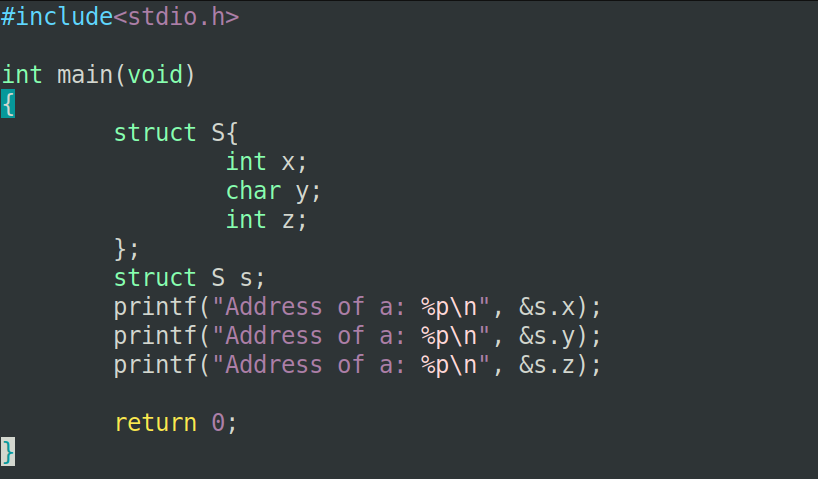 #include<stdio.h>
int main(void)
{
struct S{
int x;
char y;
int z;
};
struct S s;
printf("Address of a: %p\n", &s.x);
printf("Address of a: %p\n", &s.y);
printf("Address of a: %p\n", &s.z);
return 0;
}